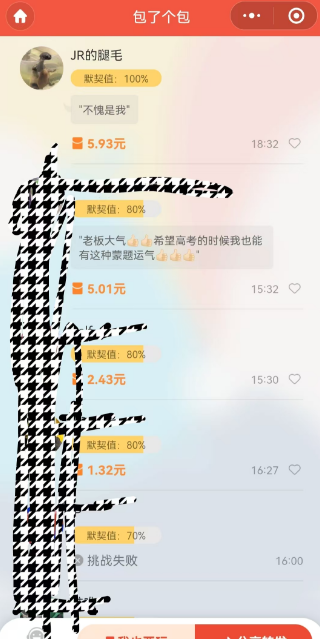 包了个包
JR的腿毛
默契值：100%
"不愧是我"
5.93元
18:32
默契值：80%
"老板大气👍👍希望高考的时候我也能
有这种蒙题运气👍👍👍"
5.01元
15:32
默契值：80%
2.43元
15:30
默契值：80%
1.32元
16:27
默契值：70%
挑战失败
16:00